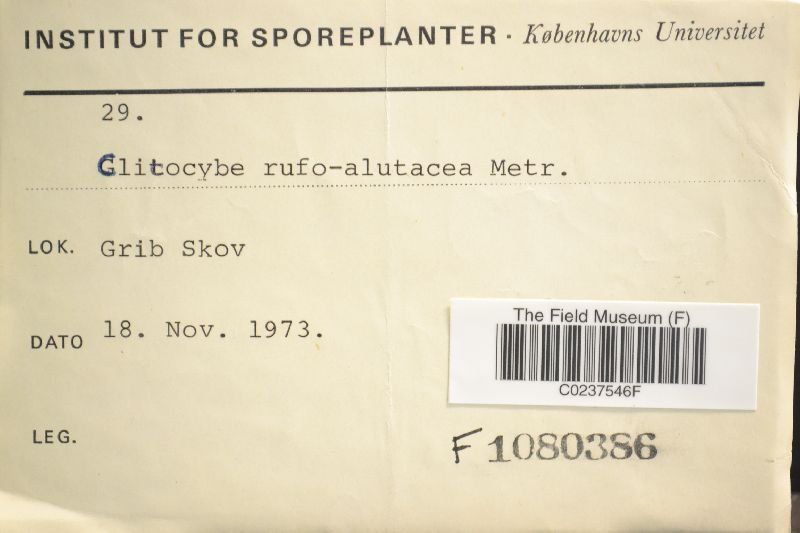 INSTITUT FOR SPOREPLANTER · Københavns Universitet
29.
Clitocybe rufo-alutacea Metr.
LOK. Grib Skov
DATO 18. Nov. 1973.
The Field Museum (F)
C0237546F
LEG.
F 1080386